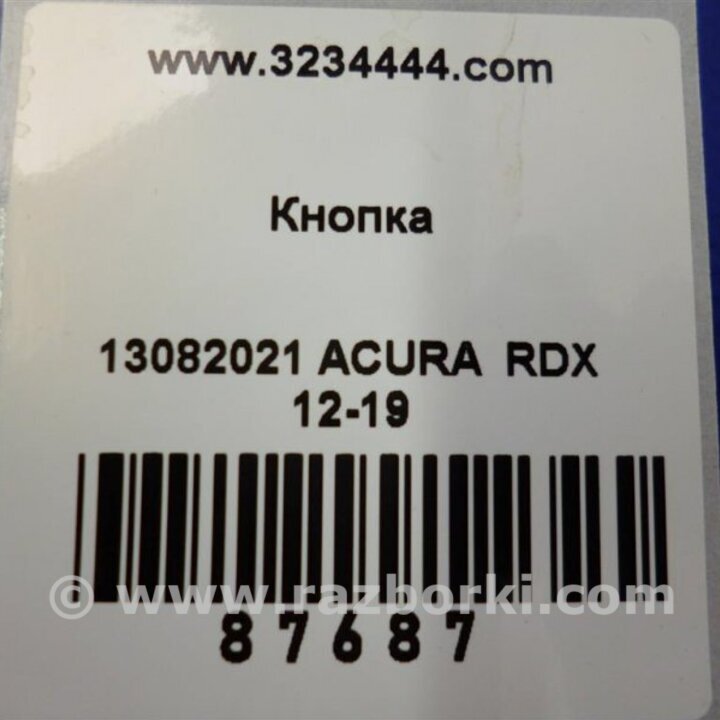 www.3234444.com
Кнопка
13082021 ACURA RDX
12-19
© www.razborki.com
87687